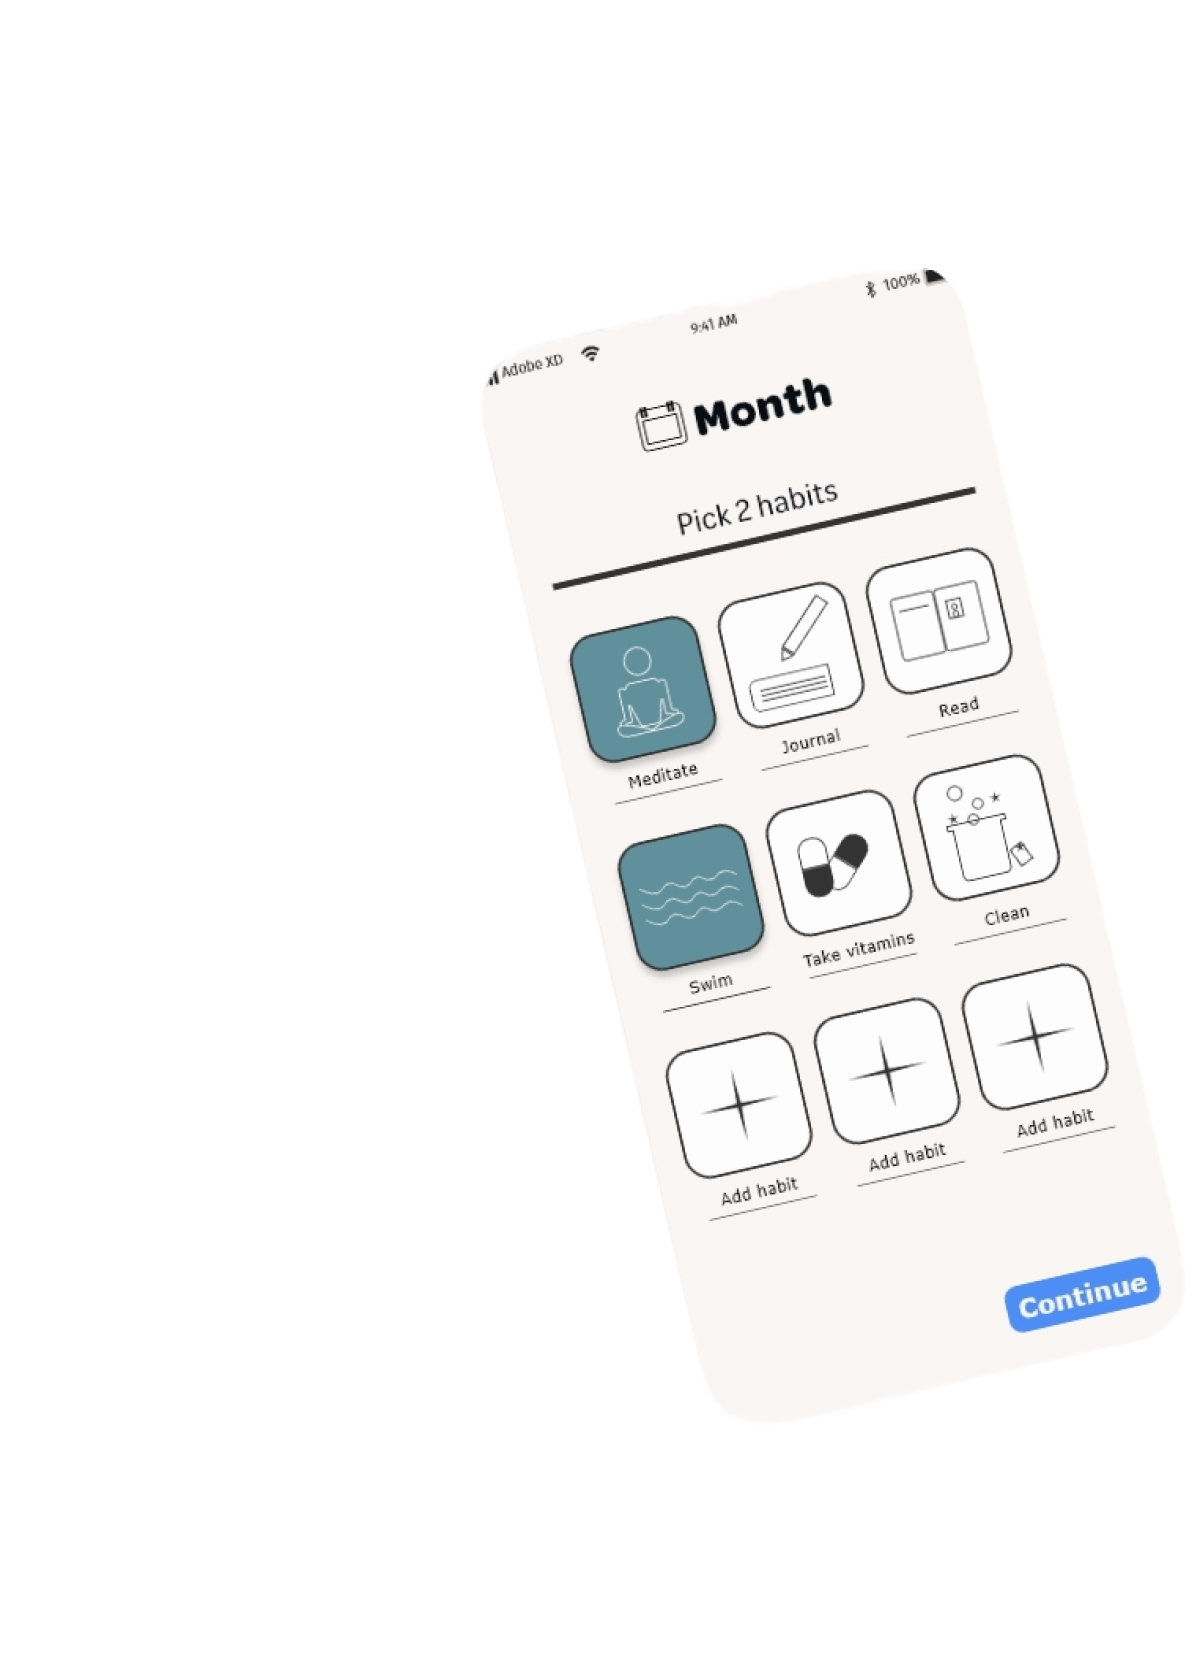 Adobe XD 9:41 AM 100%
Month
Pick 2 habits
Meditate Journal Read
Swim Take vitamins Clean
Add habit Add habit Add habit
Continue